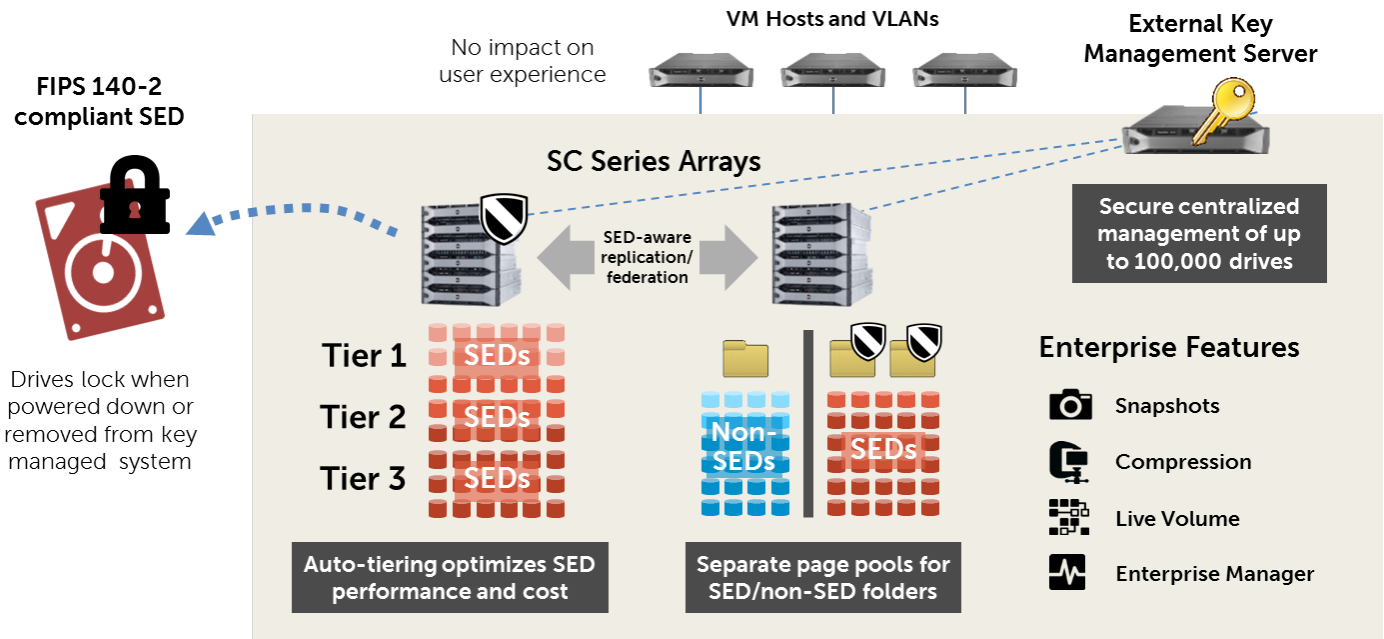 VM Hosts and VLANs
External Key
Management Server
No impact on
user experience
FIPS 140-2
compliant SED
SC Series Arrays
Secure centralized
management of up
to 100,000 drives
SED-aware
replication/
federation
Drives lock when
powered down or
removed from key
managed system
Tier 1
SEDs
Tier 2
SEDs
Tier 3
SEDs
Non-
SEDs
SEDs
Auto-tiering optimizes SED
performance and cost
Separate page pools for
SED/non-SED folders
Enterprise Features
Snapshots
Compression
Live Volume
Enterprise Manager